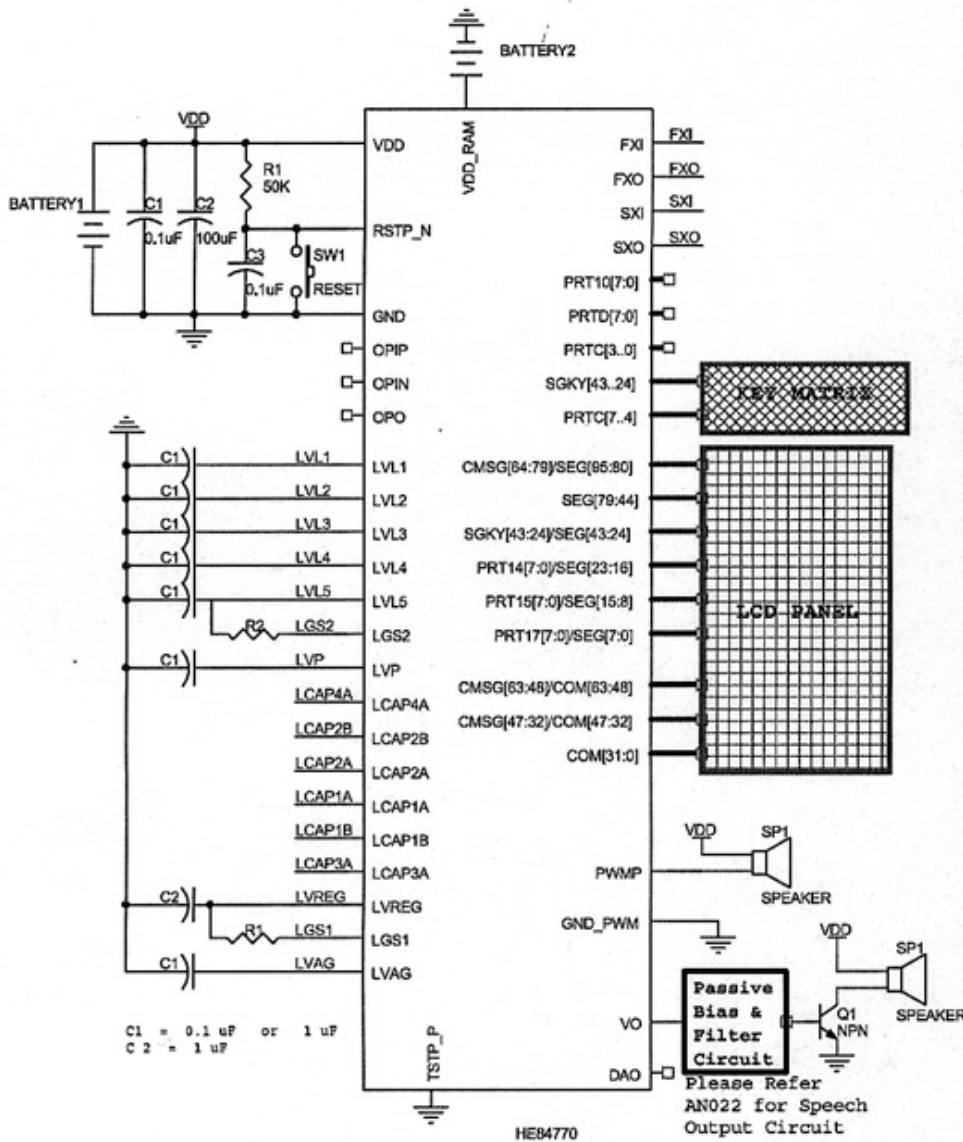 BATTERY2
VDD
BATTERY1
C1
0.1uF
C2
100uF
R1
50K
C3
0.1uF
SW1
RESET
VDD
RSTP_N
GND
OPIP
OPIN
OPO
VDD_RAM
FXI
FXI
FXO
FXO
SXI
SXI
SXO
SXO
PRT10[7:0]
PRTD[7:0]
PRTC[3..0]
SGKY[43..24]
PRTC[7..4]
KEY MATRIX
C1
LVL1
LVL1
C1
LVL2
LVL2
C1
LVL3
LVL3
C1
LVL4
LVL4
C1
LVL5
LVL5
R2
LGS2
LGS2
C1
LVP
LVP
LCAP4A
LCAP4A
LCAP2B
LCAP2B
LCAP2A
LCAP2A
LCAP1A
LCAP1A
LCAP1B
LCAP1B
LCAP3A
LCAP3A
C2
LVREG
LVREG
R1
LGS1
LGS1
C1
LVAG
LVAG
C1 = 0.1 uF or 1 uF
C 2 = 1 uF
TSTP_P
CMSG[64:79]/SEG[95:80]
SEG[79:44]
SGKY[43:24]/SEG[43:24]
PRT14[7:0]/SEG[23:16]
PRT15[7:0]/SEG[15:8]
PRT17[7:0]/SEG[7:0]
CMSG[63:48]/COM[63:48]
CMSG[47:32]/COM[47:32]
COM[31:0]
LCD PANEL
PWMP
VDD
SP1
SPEAKER
GND_PWM
VO
Passive
Bias &
Filter
Circuit
VDD
SP1
SPEAKER
Q1
NPN
DAO
Please Refer
AN022 for Speech
Output Circuit
HE84770